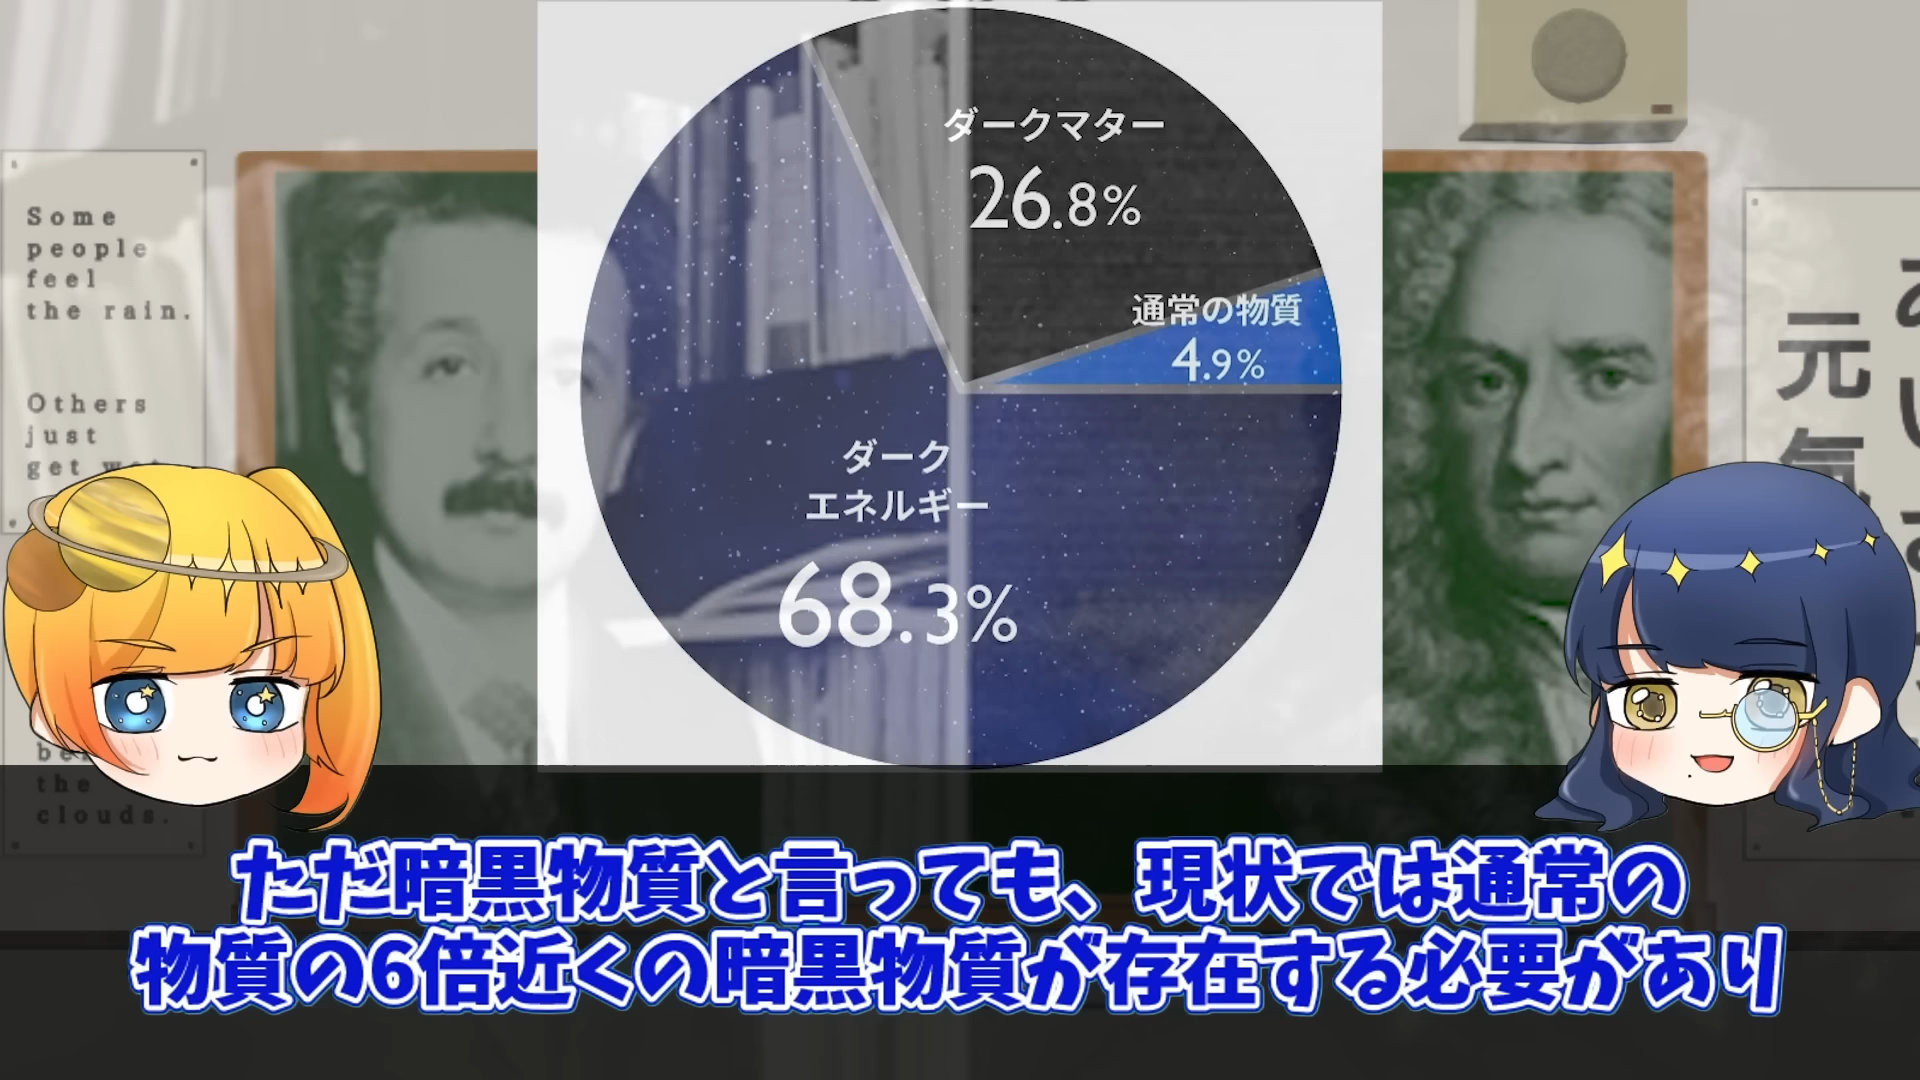 Some
people
feel
the rain.
Others
just
get wet
the
clouds.
ダークマター
26.8%
通常の物質
4.9%
ダーク
エネルギー
68.3%
元気
ただ暗黒物質と言っても、現状では通常の
物質の6倍近くの暗黒物質が存在する必要があり